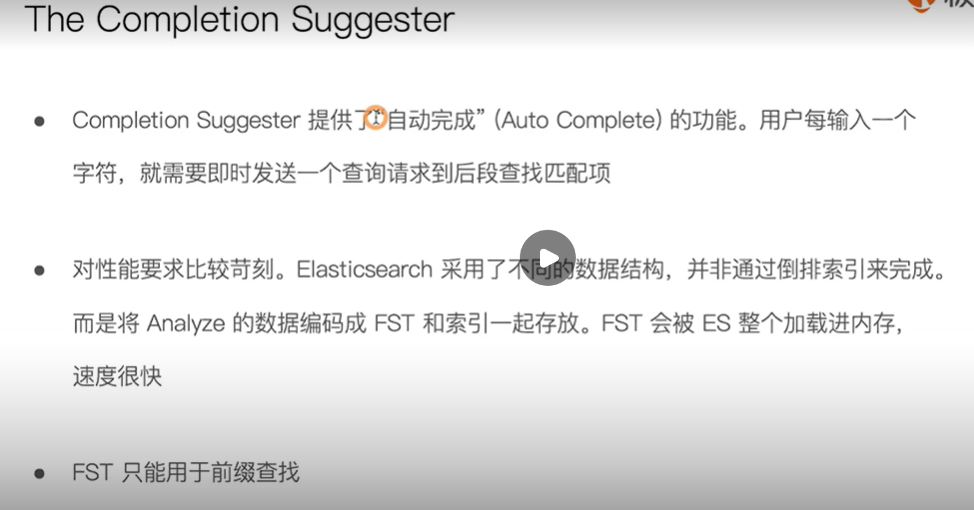 The Completion Suggester
• Completion Suggester 提供了“自动完成” (Auto Complete) 的功能。用户每输入一个
字符，就需要即时发送一个查询请求到后段查找匹配项
• 对性能要求比较苛刻。Elasticsearch 采用了不同的数据结构，并非通过倒排索引来完成。
而是将 Analyze 的数据编码成 FST 和索引一起存放。FST 会被 ES 整个加载进内存，
速度很快
• FST 只能用于前缀查找